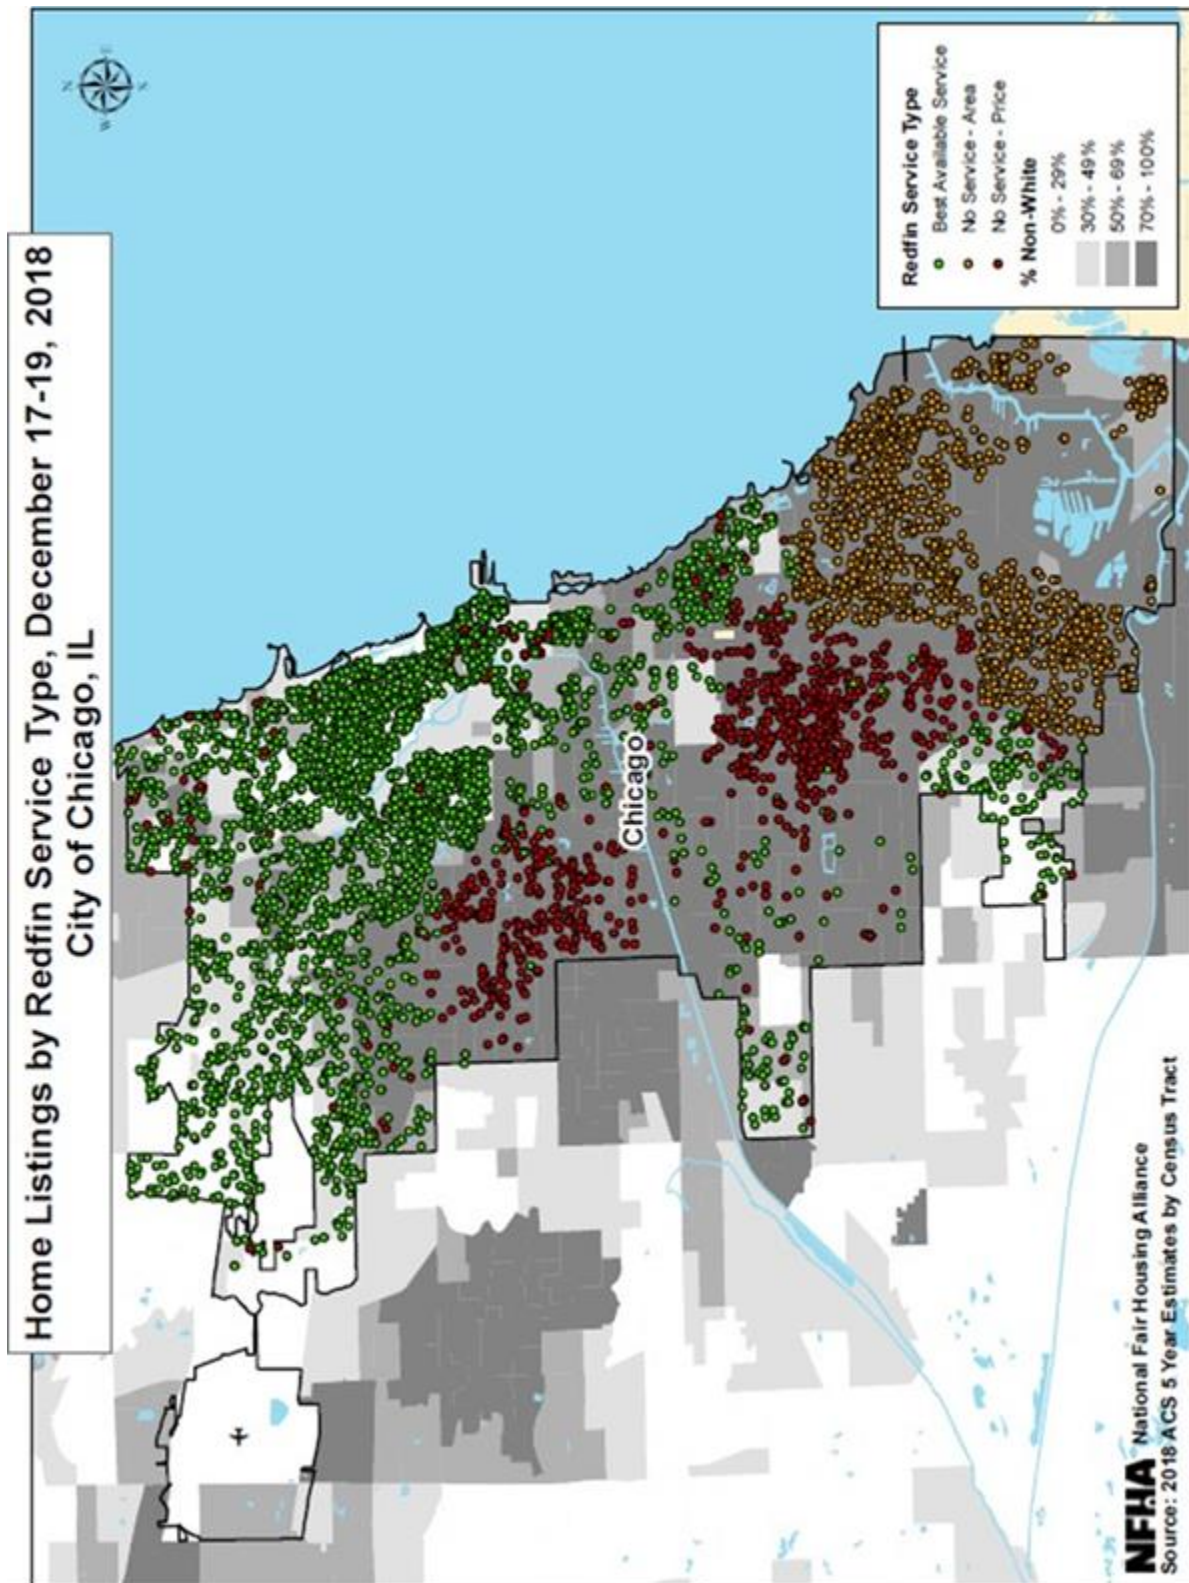 Home Listings by Redfin Service Type, December 17-19, 2018
City of Chicago, IL
N
E
S
W
Chicago
Redfin Service Type
Best Available Service
No Service - Area
No Service - Price
% Non-White
0% - 29%
30% - 49%
50% - 69%
70% - 100%
NFHA National Fair Housing Alliance
Source: 2018 ACS 5 Year Estimates by Census Tract